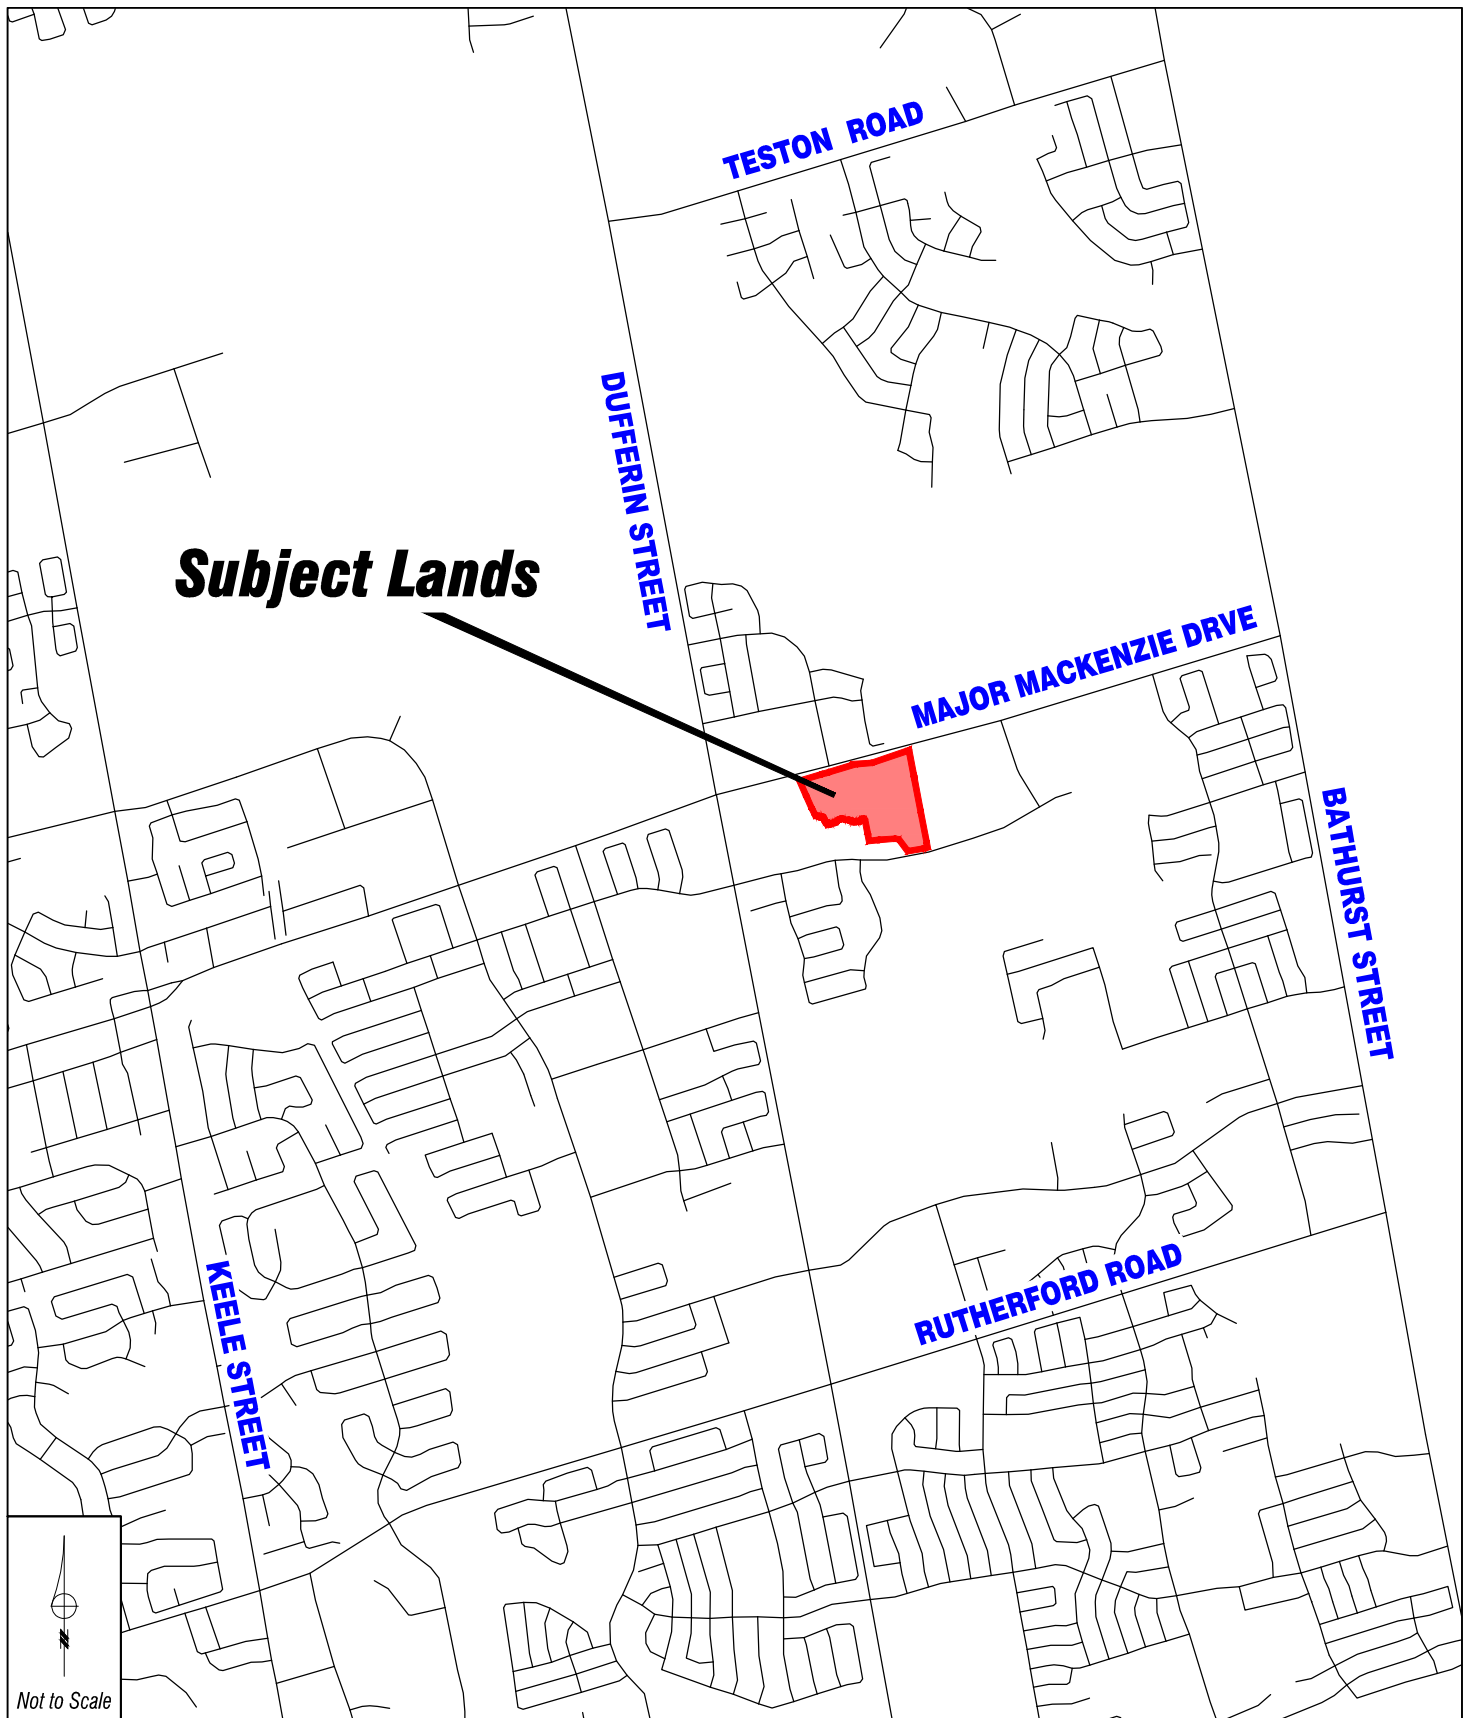 TESTON ROAD
DUFFERIN STREET
Subject Lands
MAJOR MACKENZIE DRVE
BATHURST STREET
RUTHERFORD ROAD
KEELE STREET
N
Not to Scale